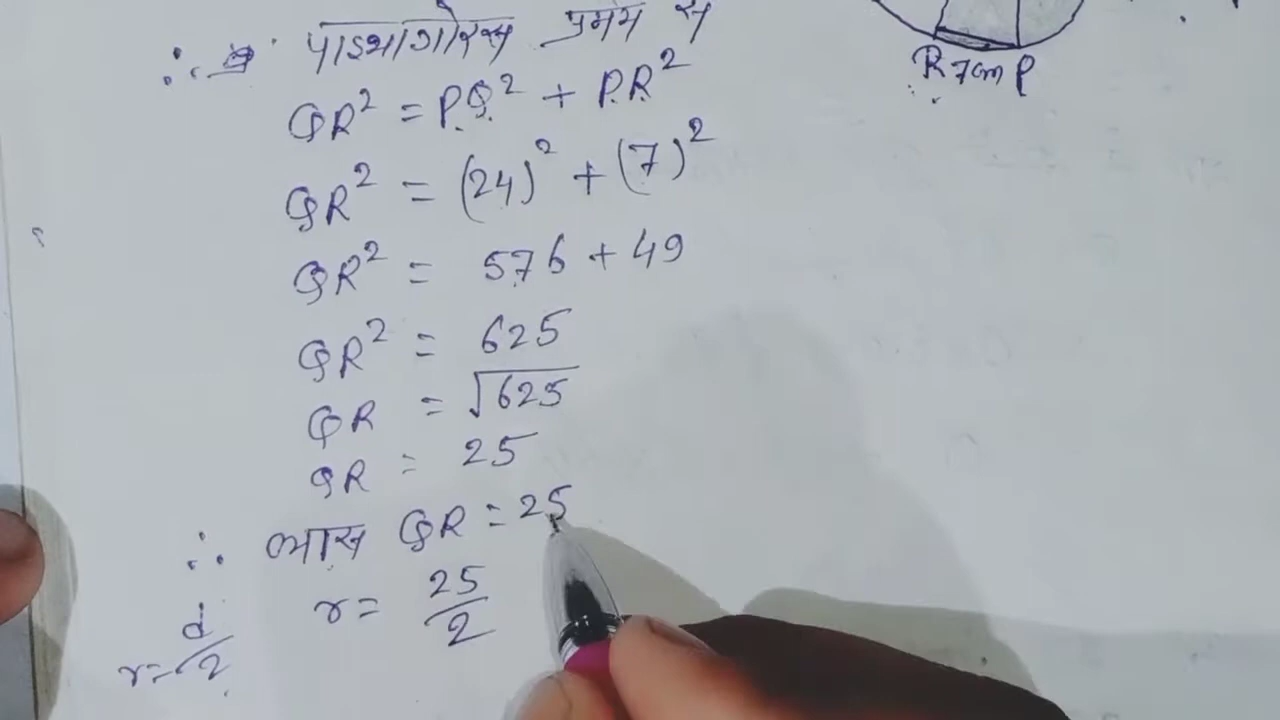 ∴ पाइथागोरस प्रमेय से
R 7cm P
QR² = PQ² + PR²
QR² = (24)² + (7)²
QR² = 576 + 49
QR² = 625
QR = √625
QR = 25
∴ व्यास QR = 25
r = 25/2
r = d/2